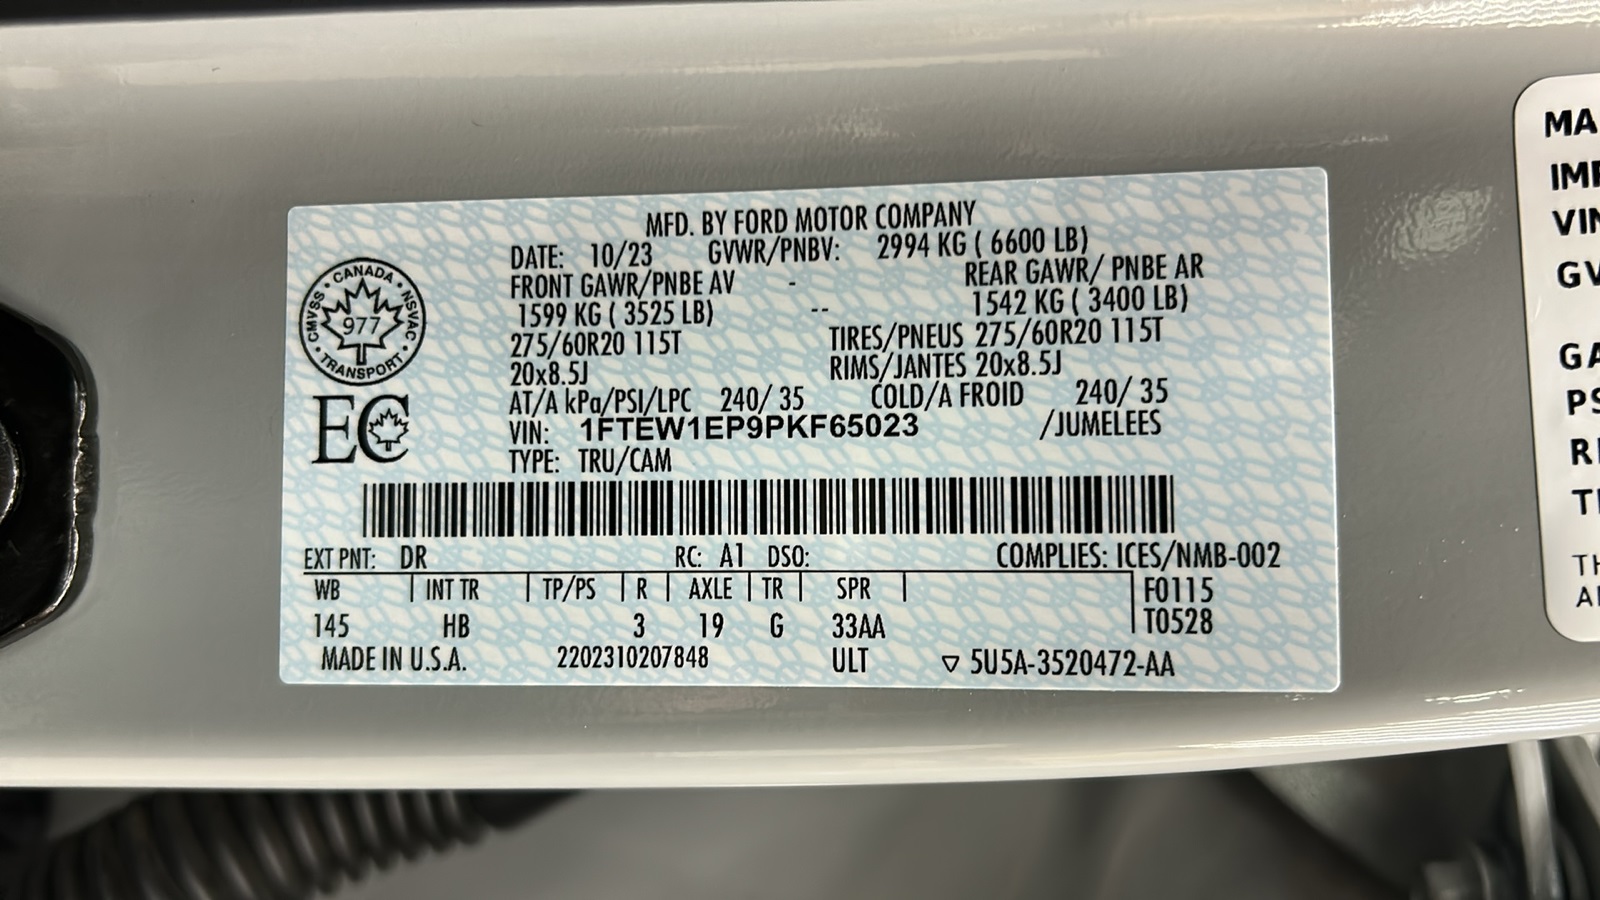 MFD. BY FORD MOTOR COMPANY
DATE: 10/23 GVWR/PNBV: 2994 KG ( 6600 LB)
FRONT GAWR/PNBE AV - REAR GAWR/ PNBE AR
1599 KG ( 3525 LB) -- 1542 KG ( 3400 LB)
275/60R20 115T TIRES/PNEUS 275/60R20 115T
20x8.5J RIMS/JANTES 20x8.5J
AT/A kPa/PSI/LPC 240/ 35 COLD/A FROID 240/ 35
VIN: 1FTEW1EP9PKF65023 /JUMELEES
TYPE: TRU/CAM
CANADA
CMVSS NSVAC
977
TRANSPORT
EC
EXT PNT: DR RC: A1 DSO: COMPLIES: ICES/NMB-002
WB | INT TR | TP/PS | R | AXLE | TR | SPR | F0115
145 HB 3 19 G 33AA T0528
MADE IN U.S.A. 2202310207848 ULT ▽ 5U5A-3520472-AA
MA
IMP
VIN
GV
GA
PS
RI
TI
TH